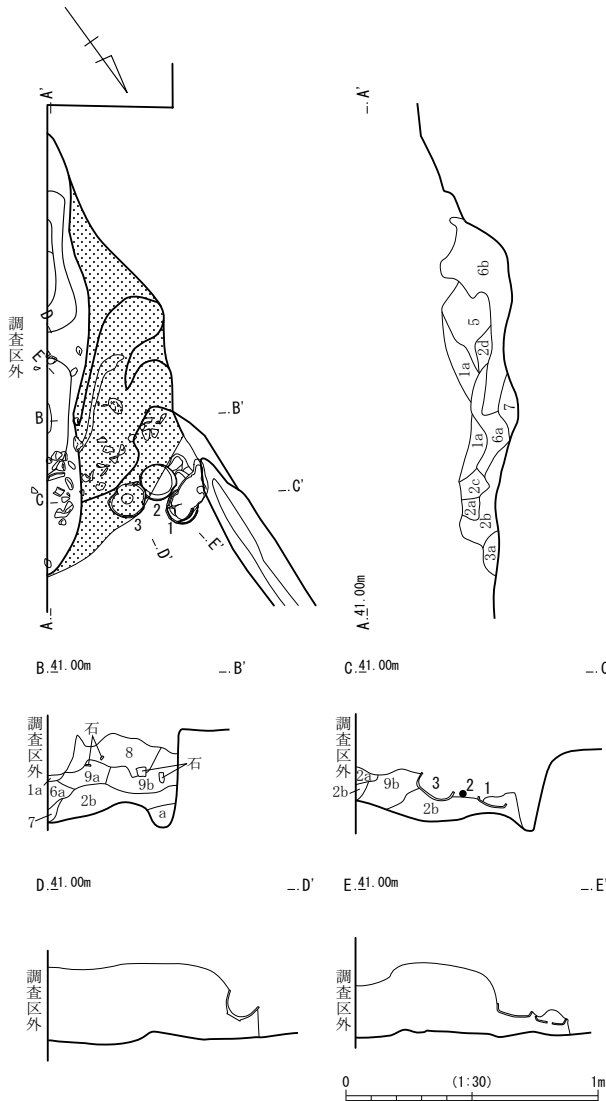 A'
A'
調査区外
D
E
B
C
B'
C'
D'
E'
3
2
1
A
6b
5
2d
1a
7
1a
6a
2c
2a
2b
3a
A 41.00m
B 41.00m
B'
調査区外
石
8
石
1a
9a
6a
9b
2b
7
a
C 41.00m
C
調査区外
2a
9b
3
2
1
2b
2b
D 41.00m
D'
調査区外
E 41.00m
E'
調査区外
0 (1:30) 1m